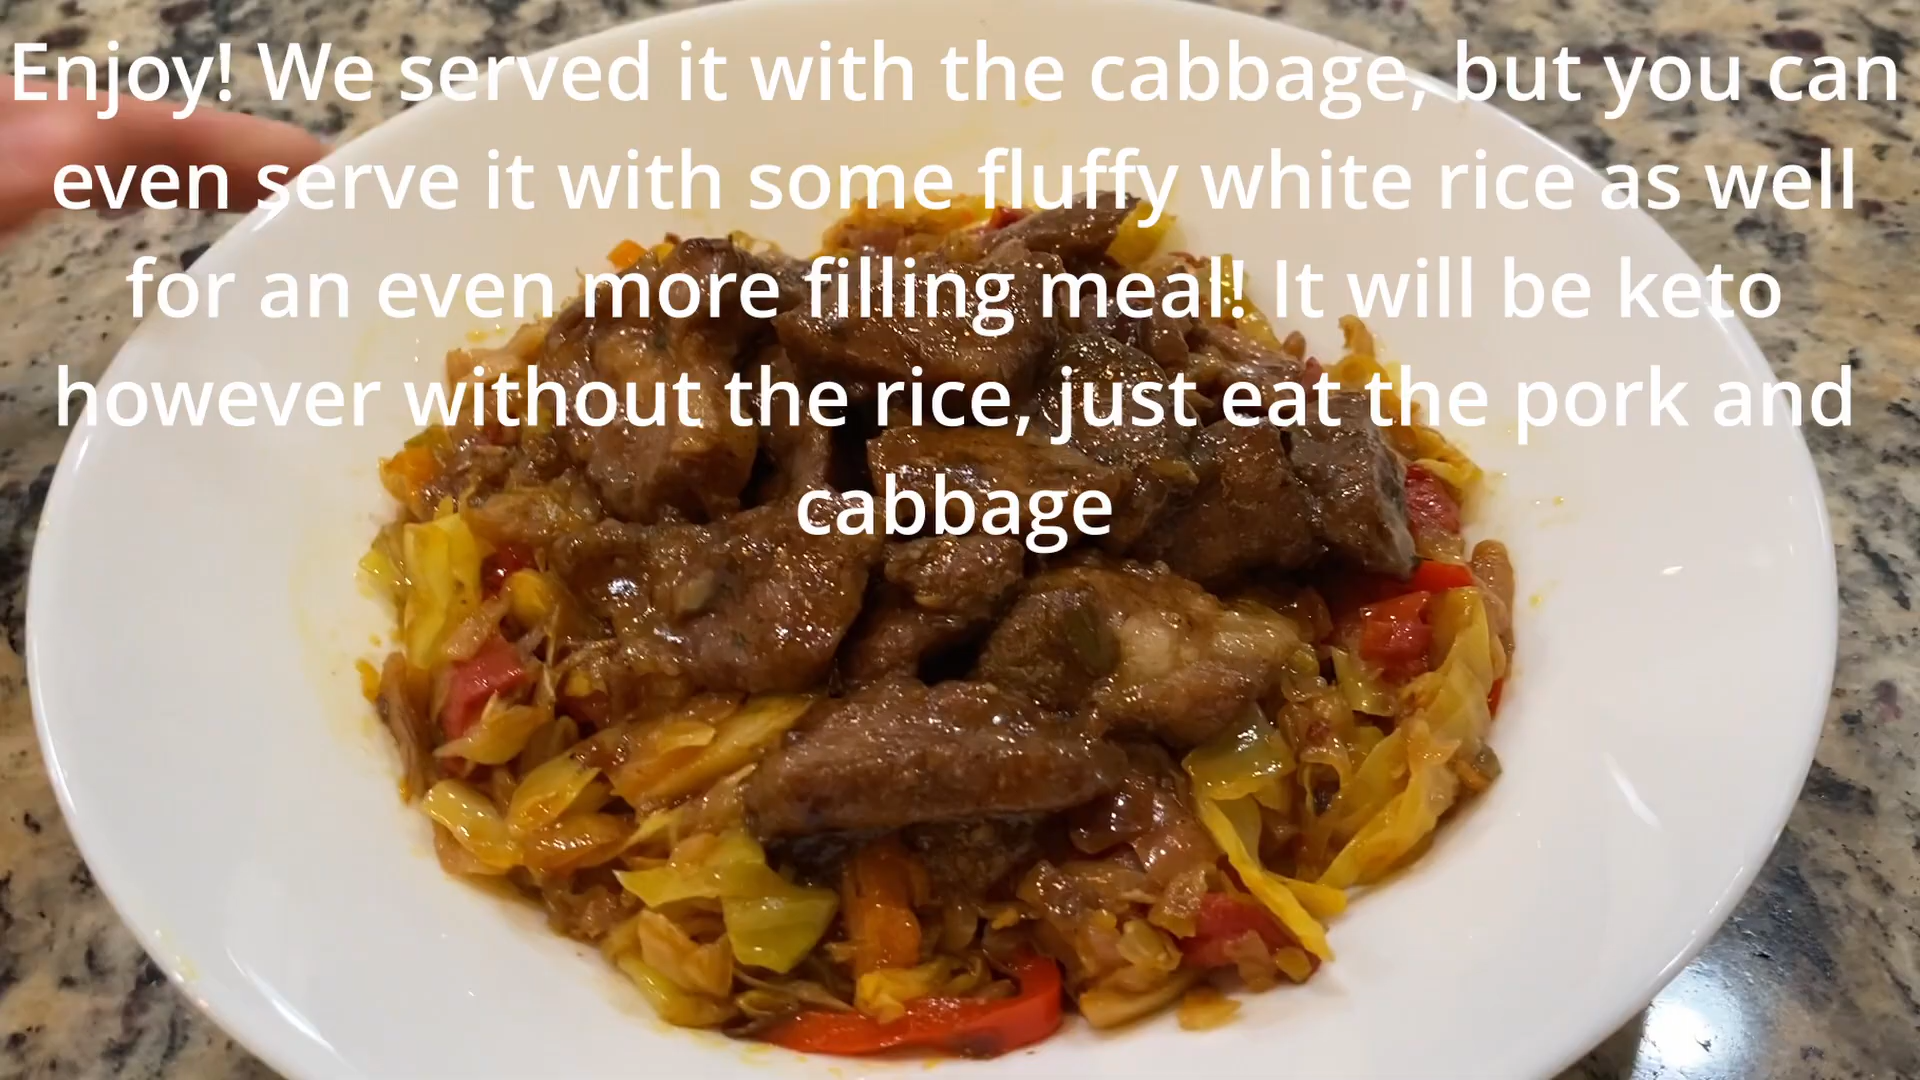 Enjoy! We served it with the cabbage, but you can
even serve it with some fluffy white rice as well
for an even more filling meal! It will be keto
however without the rice, just eat the pork and
cabbage